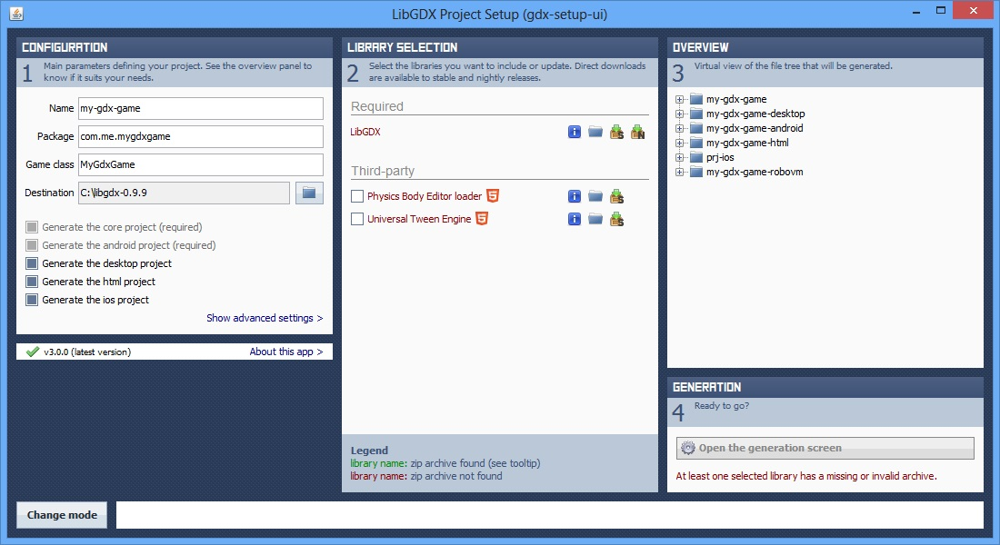 LibGDX Project Setup (gdx-setup-ui)
CONFIGURATION
1
Main parameters defining your project. See the overview panel to
know if it suits your needs.
Name
my-gdx-game
Package
com.me.mygdxgame
Game class
MyGdxGame
Destination
C:\libgdx-0.9.9
Generate the core project (required)
Generate the android project (required)
Generate the desktop project
Generate the html project
Generate the ios project
Show advanced settings >
v3.0.0 (latest version)
About this app >
LIBRARY SELECTION
2
Select the libraries you want to include or update. Direct downloads
are available to stable and nightly releases.
Required
LibGDX
S
N
Third-party
Physics Body Editor loader
S
Universal Tween Engine
S
Legend
library name: zip archive found (see tooltip)
library name: zip archive not found
OVERVIEW
3
Virtual view of the file tree that will be generated.
my-gdx-game
my-gdx-game-desktop
my-gdx-game-android
my-gdx-game-html
prj-ios
my-gdx-game-robovm
GENERATION
4
Ready to go?
Open the generation screen
At least one selected library has a missing or invalid archive.
Change mode